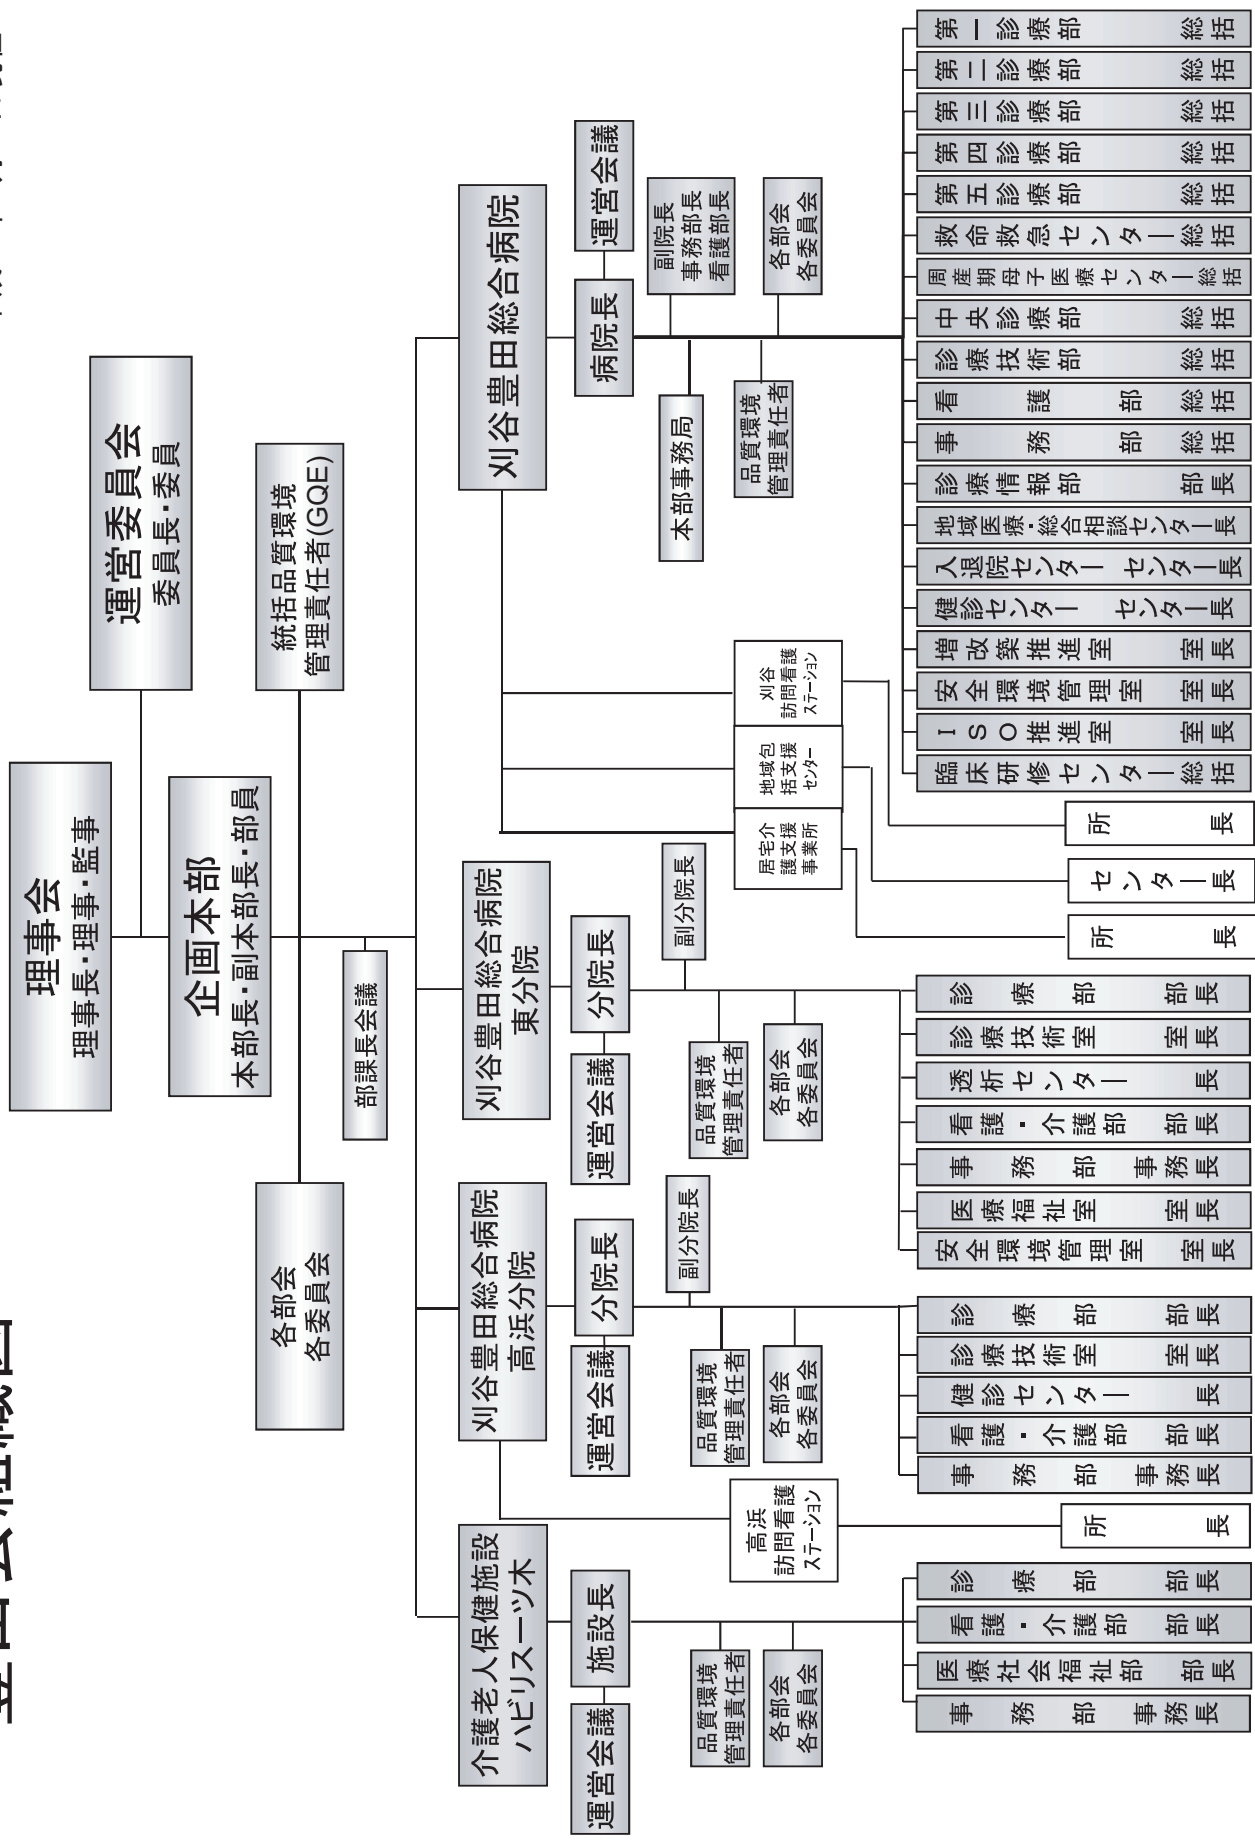 理事会
理事長・理事・監事
運営委員会
委員長・委員
企画本部
本部長・副本部長・部員
統括品質環境
管理責任者(GQE)
各部会
各委員会
部課長会議
介護老人保健施設
ハビリスーツ木
施設長
運営会議
品質環境
管理責任者
各部会
各委員会
診療部 部長
看護・介護部 部長
医療社会福祉部 部長
事務部 事務長
刈谷豊田総合病院
高浜分院
分院長
運営会議
副分院長
品質環境
管理責任者
各部会
各委員会
高浜
訪問看護
ステーション
所長
診療部 部長
診療技術室 室長
健診センター 長
看護・介護部 部長
事務部 事務長
刈谷豊田総合病院
東分院
分院長
運営会議
副分院長
品質環境
管理責任者
各部会
各委員会
診療部 部長
診療技術室 室長
透析センター 長
看護・介護部 部長
事務部 事務長
医療福祉室 室長
安全環境管理室 室長
刈谷豊田総合病院
病院長
運営会議
副院長
事務部長
看護部長
各部会
各委員会
本部事務局
品質環境
管理責任者
刈谷
訪問看護
ステーション
地域包
括支援
センター
居宅介
護支援
事業所
所長
センター長
所長
第一診療部 総括
第二診療部 総括
第三診療部 総括
第四診療部 総括
第五診療部 総括
救命救急センター総括
周産期母子医療センター総括
中央診療部 総括
診療技術部 総括
看護部 総括
事務部 総括
診療情報部 部長
地域医療・総合相談センター長
入退院センター センター長
健診センター センター長
増改築推進室 室長
安全環境管理室 室長
ISO推進室 室長
臨床研修センター総括